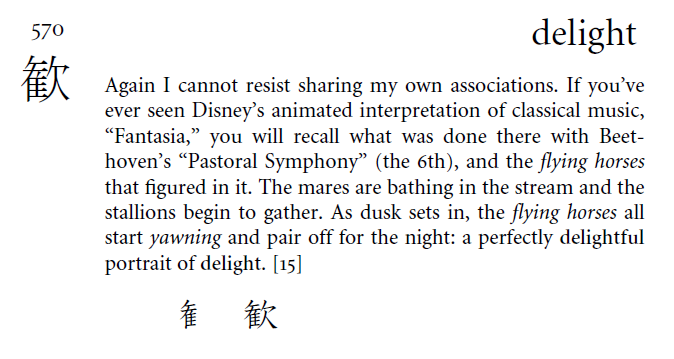 570
delight
歓
Again I cannot resist sharing my own associations. If you’ve
ever seen Disney’s animated interpretation of classical music,
“Fantasia,” you will recall what was done there with Beet-
hoven’s “Pastoral Symphony” (the 6th), and the flying horses
that figured in it. The mares are bathing in the stream and the
stallions begin to gather. As dusk sets in, the flying horses all
start yawning and pair off for the night: a perfectly delightful
portrait of delight. [15]
歓